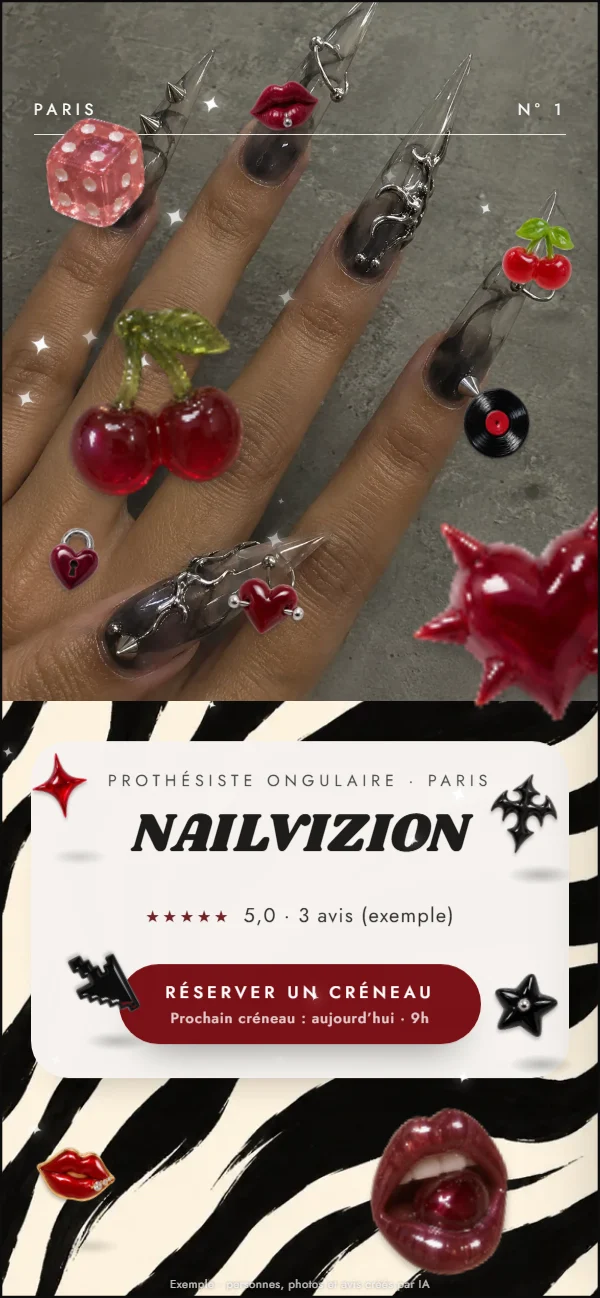 PARIS
N° 1
PROTHÉSISTE ONGULAIRE · PARIS
NAILVIZION
★★★★★ 5,0 · 3 avis (exemple)
RÉSERVER UN CRÉNEAU
Prochain créneau : aujourd'hui · 9h
Exemple · personnes, photos et avis créés par IA